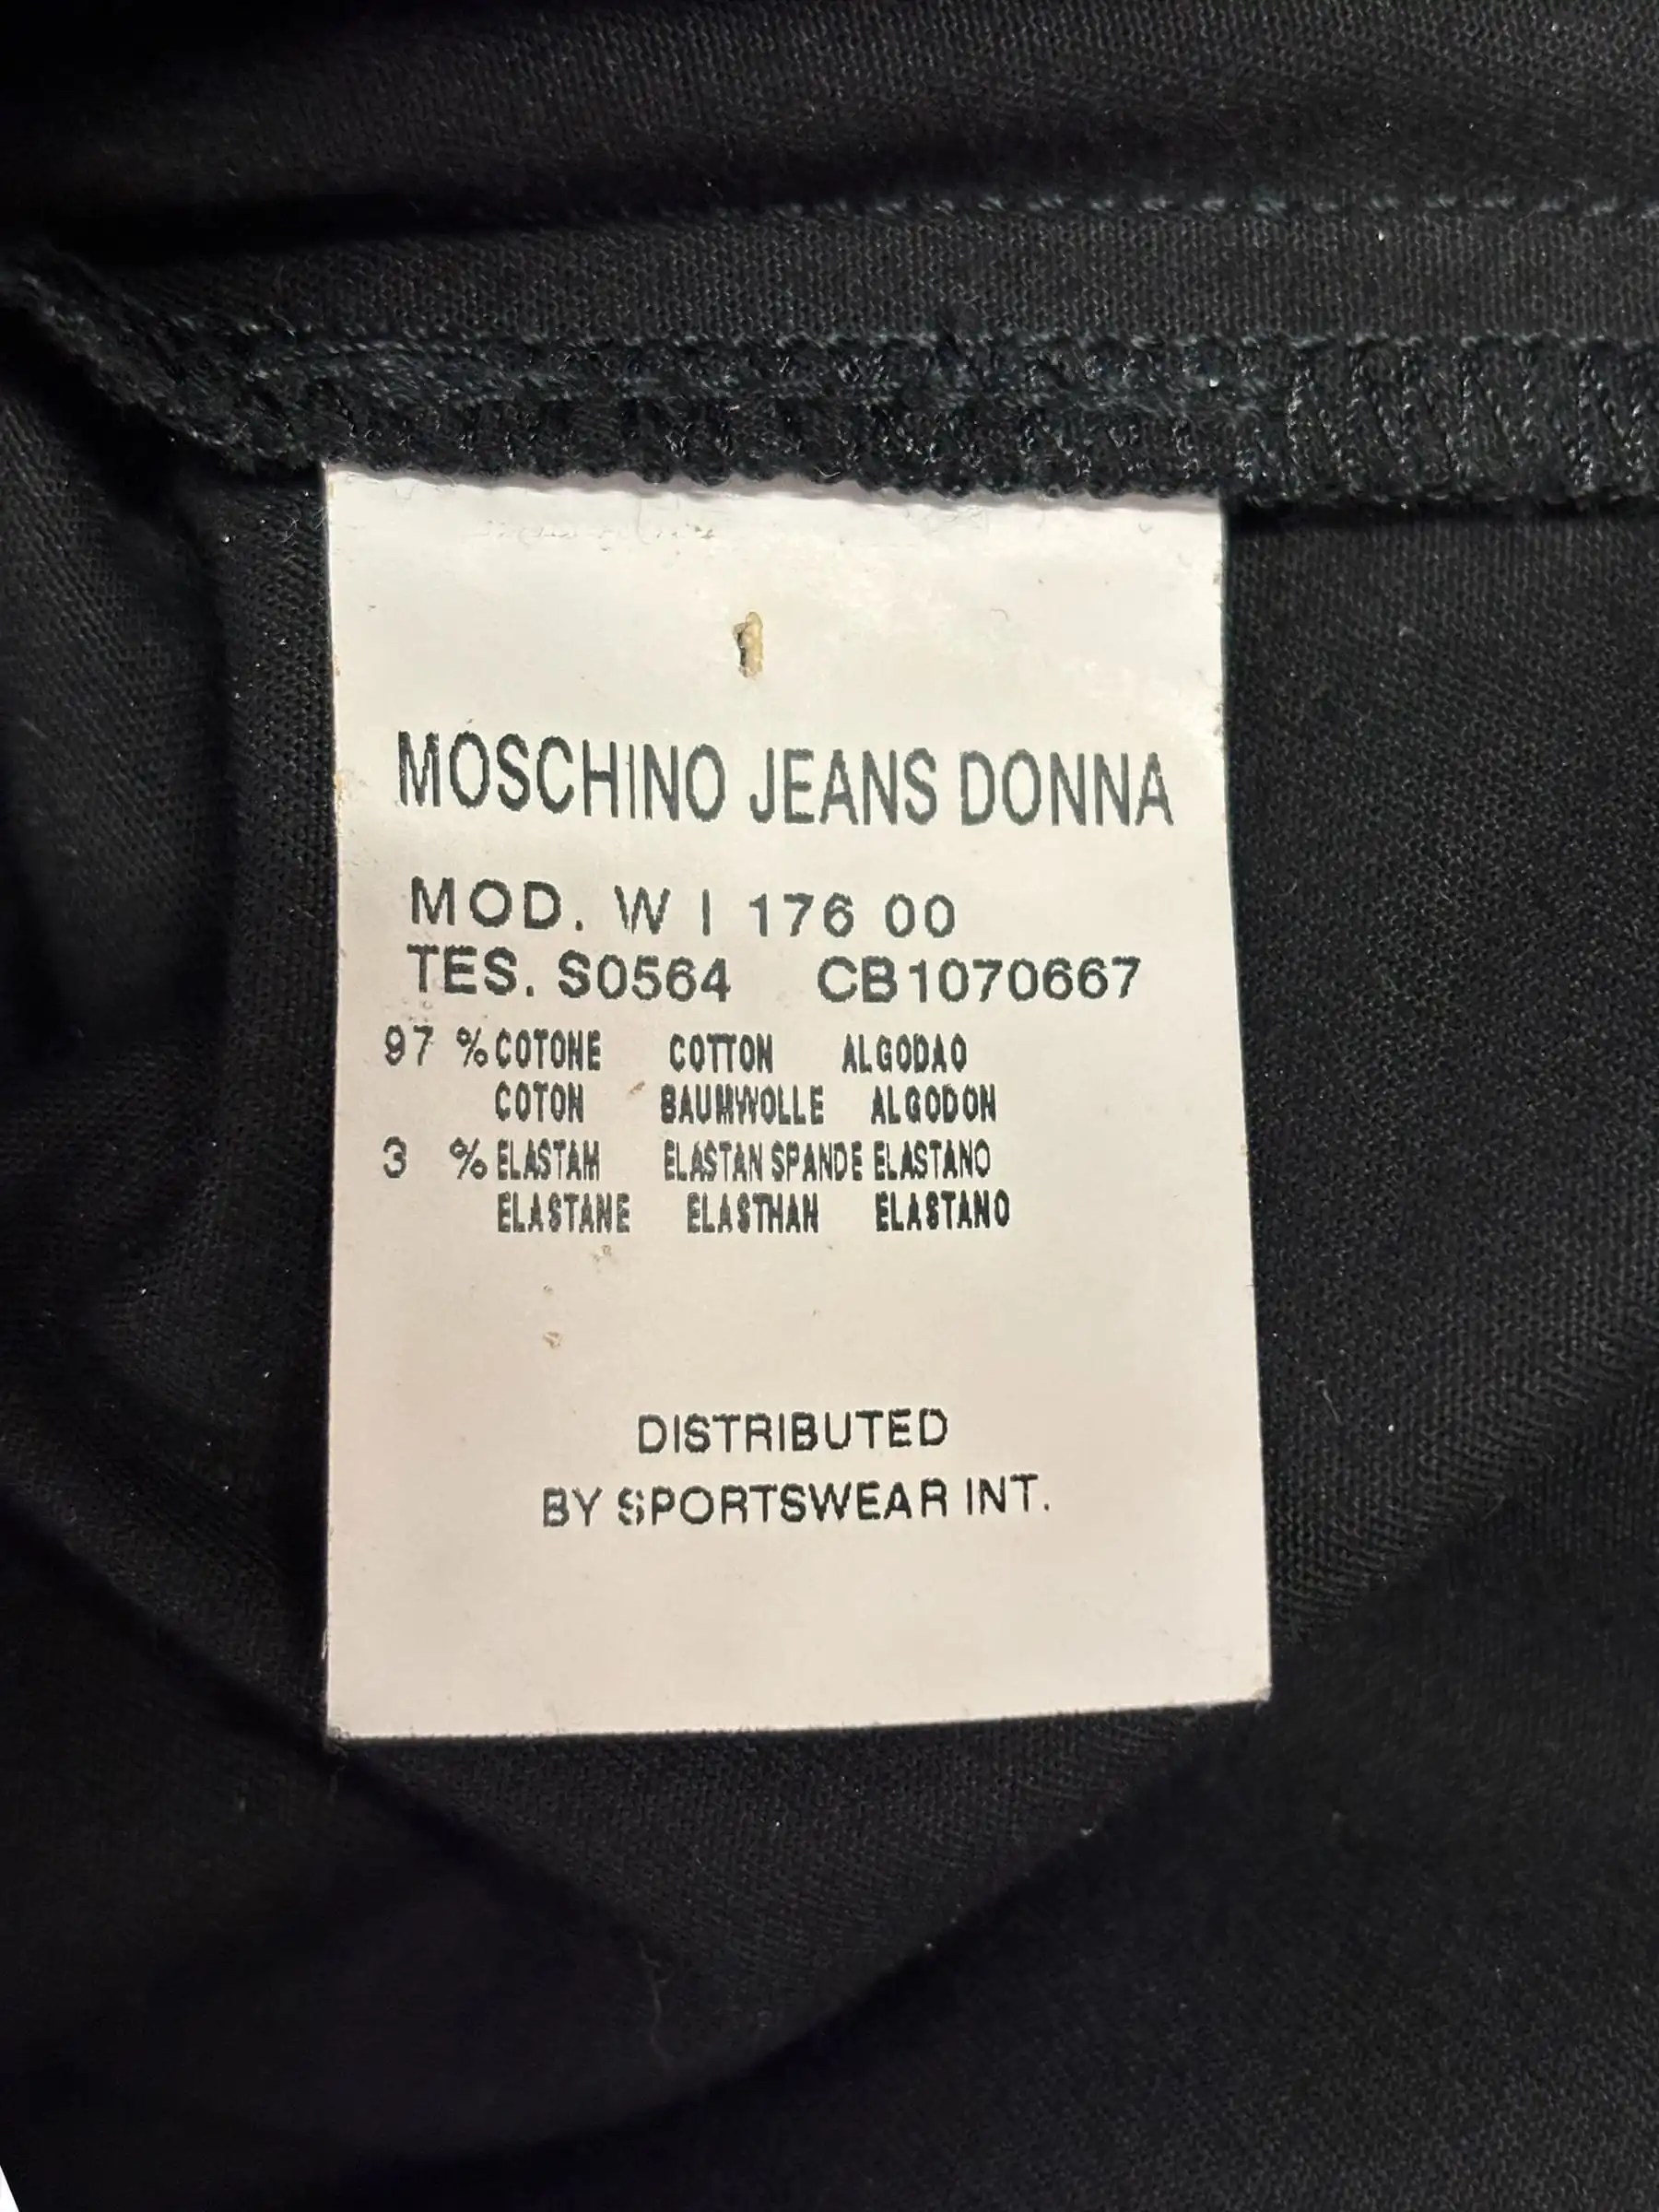 MOSCHINO JEANS DONNA
MOD. W I 176 00
TES. S0564 CB1070667
97 % COTONE COTTON ALGODAO
COTON BAUMWOLLE ALGODON
3 % ELASTAM ELASTAN SPANDE ELASTANO
ELASTANE ELASTHAN ELASTANO
DISTRIBUTED
BY SPORTSWEAR INT.